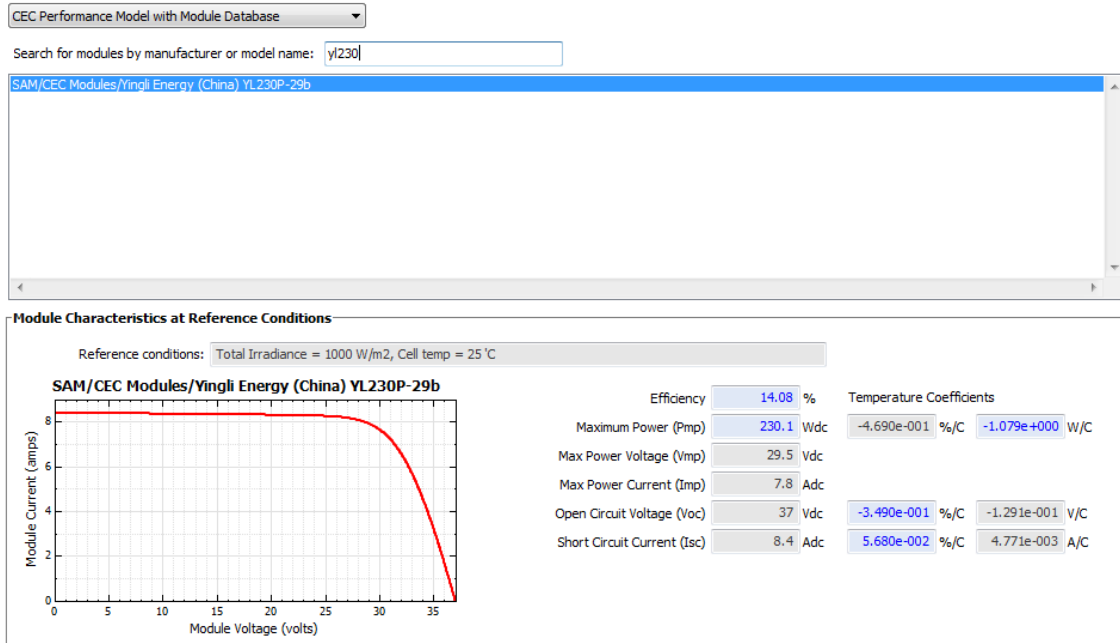 CEC Performance Model with Module Database
Search for modules by manufacturer or model name: yl230
SAM/CEC Modules/Yingli Energy (China) YL230P-29b
Module Characteristics at Reference Conditions
Reference conditions: Total Irradiance = 1000 W/m2, Cell temp = 25 'C
SAM/CEC Modules/Yingli Energy (China) YL230P-29b
Module Current (amps)
8
6
4
2
0
0 5 10 15 20 25 30 35
Module Voltage (volts)
Efficiency 14.08 % Temperature Coefficients
Maximum Power (Pmp) 230.1 Wdc -4.690e-001 %/C -1.079e+000 W/C
Max Power Voltage (Vmp) 29.5 Vdc
Max Power Current (Imp) 7.8 Adc
Open Circuit Voltage (Voc) 37 Vdc -3.490e-001 %/C -1.291e-001 V/C
Short Circuit Current (Isc) 8.4 Adc 5.680e-002 %/C 4.771e-003 A/C